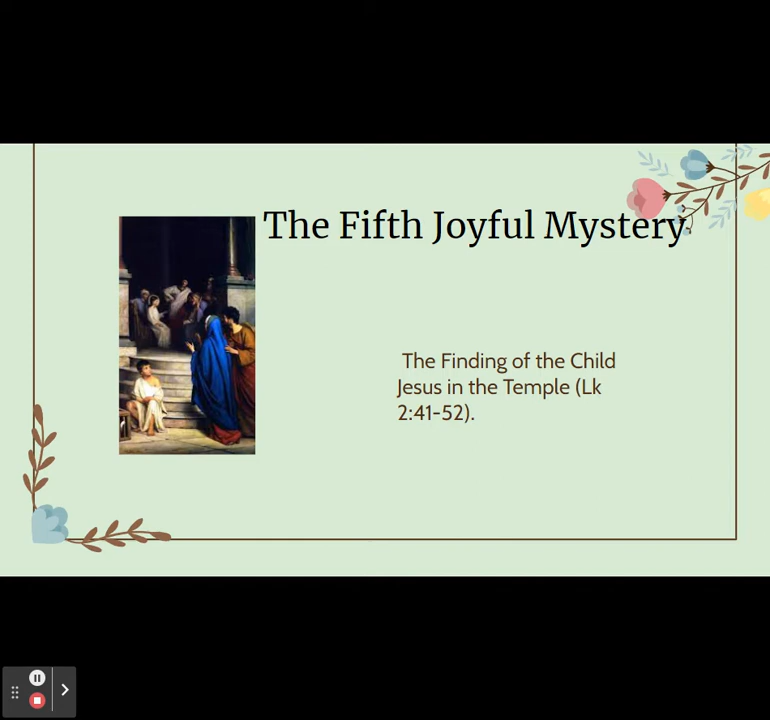 The Fifth Joyful Mystery
The Finding of the Child
Jesus in the Temple (Lk
2:41-52).